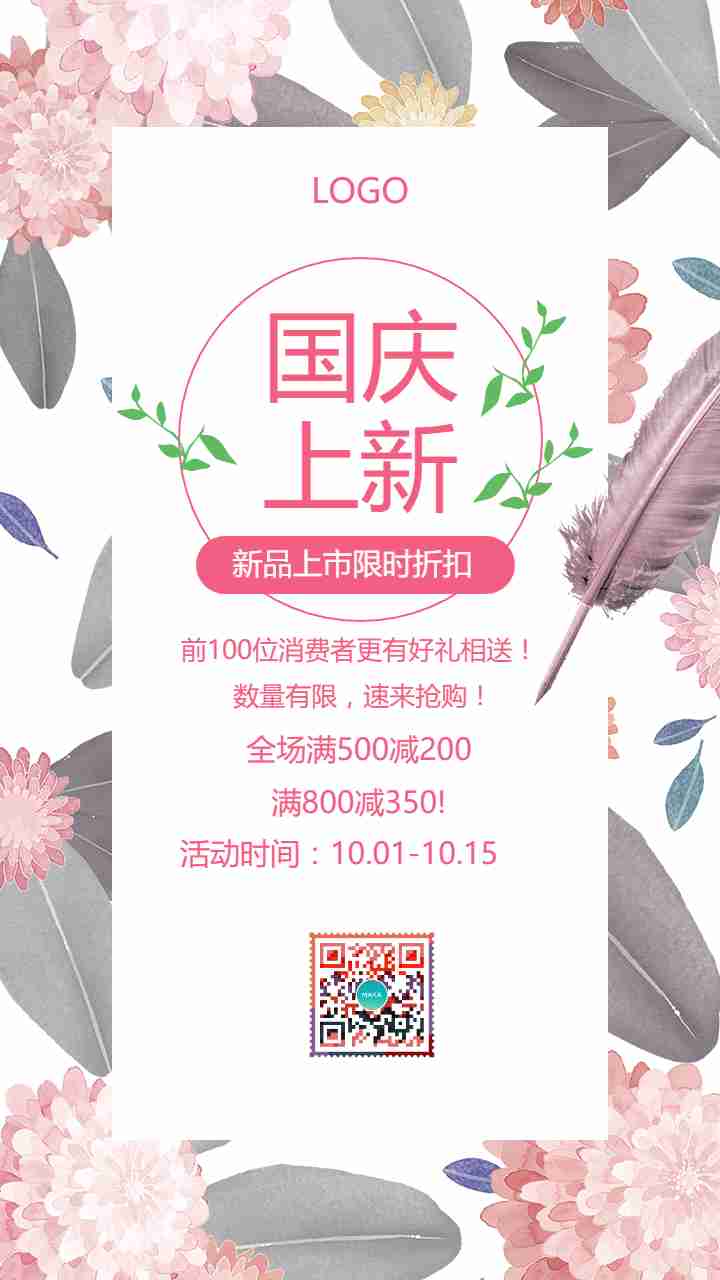 LOGO
国庆
上新
新品上市限时折扣
前100位消费者更有好礼相送！
数量有限，速来抢购！
全场满500减200
满800减350!
活动时间：10.01-10.15
MAKA